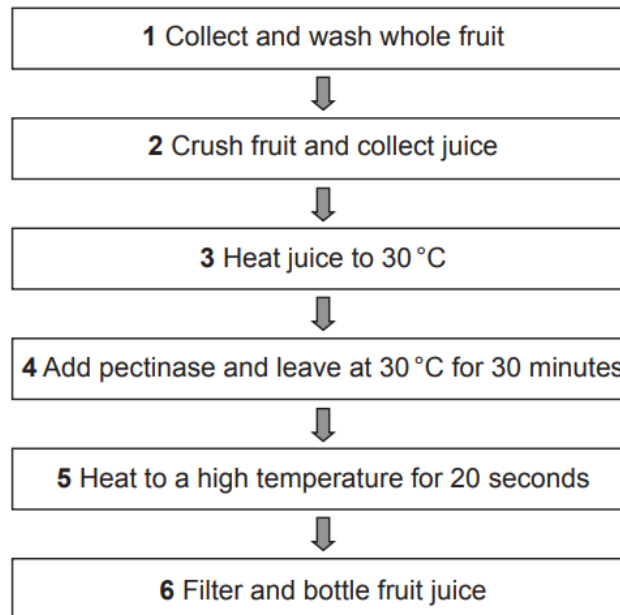 1 Collect and wash whole fruit
2 Crush fruit and collect juice
3 Heat juice to 30 °C
4 Add pectinase and leave at 30 °C for 30 minutes
5 Heat to a high temperature for 20 seconds
6 Filter and bottle fruit juice